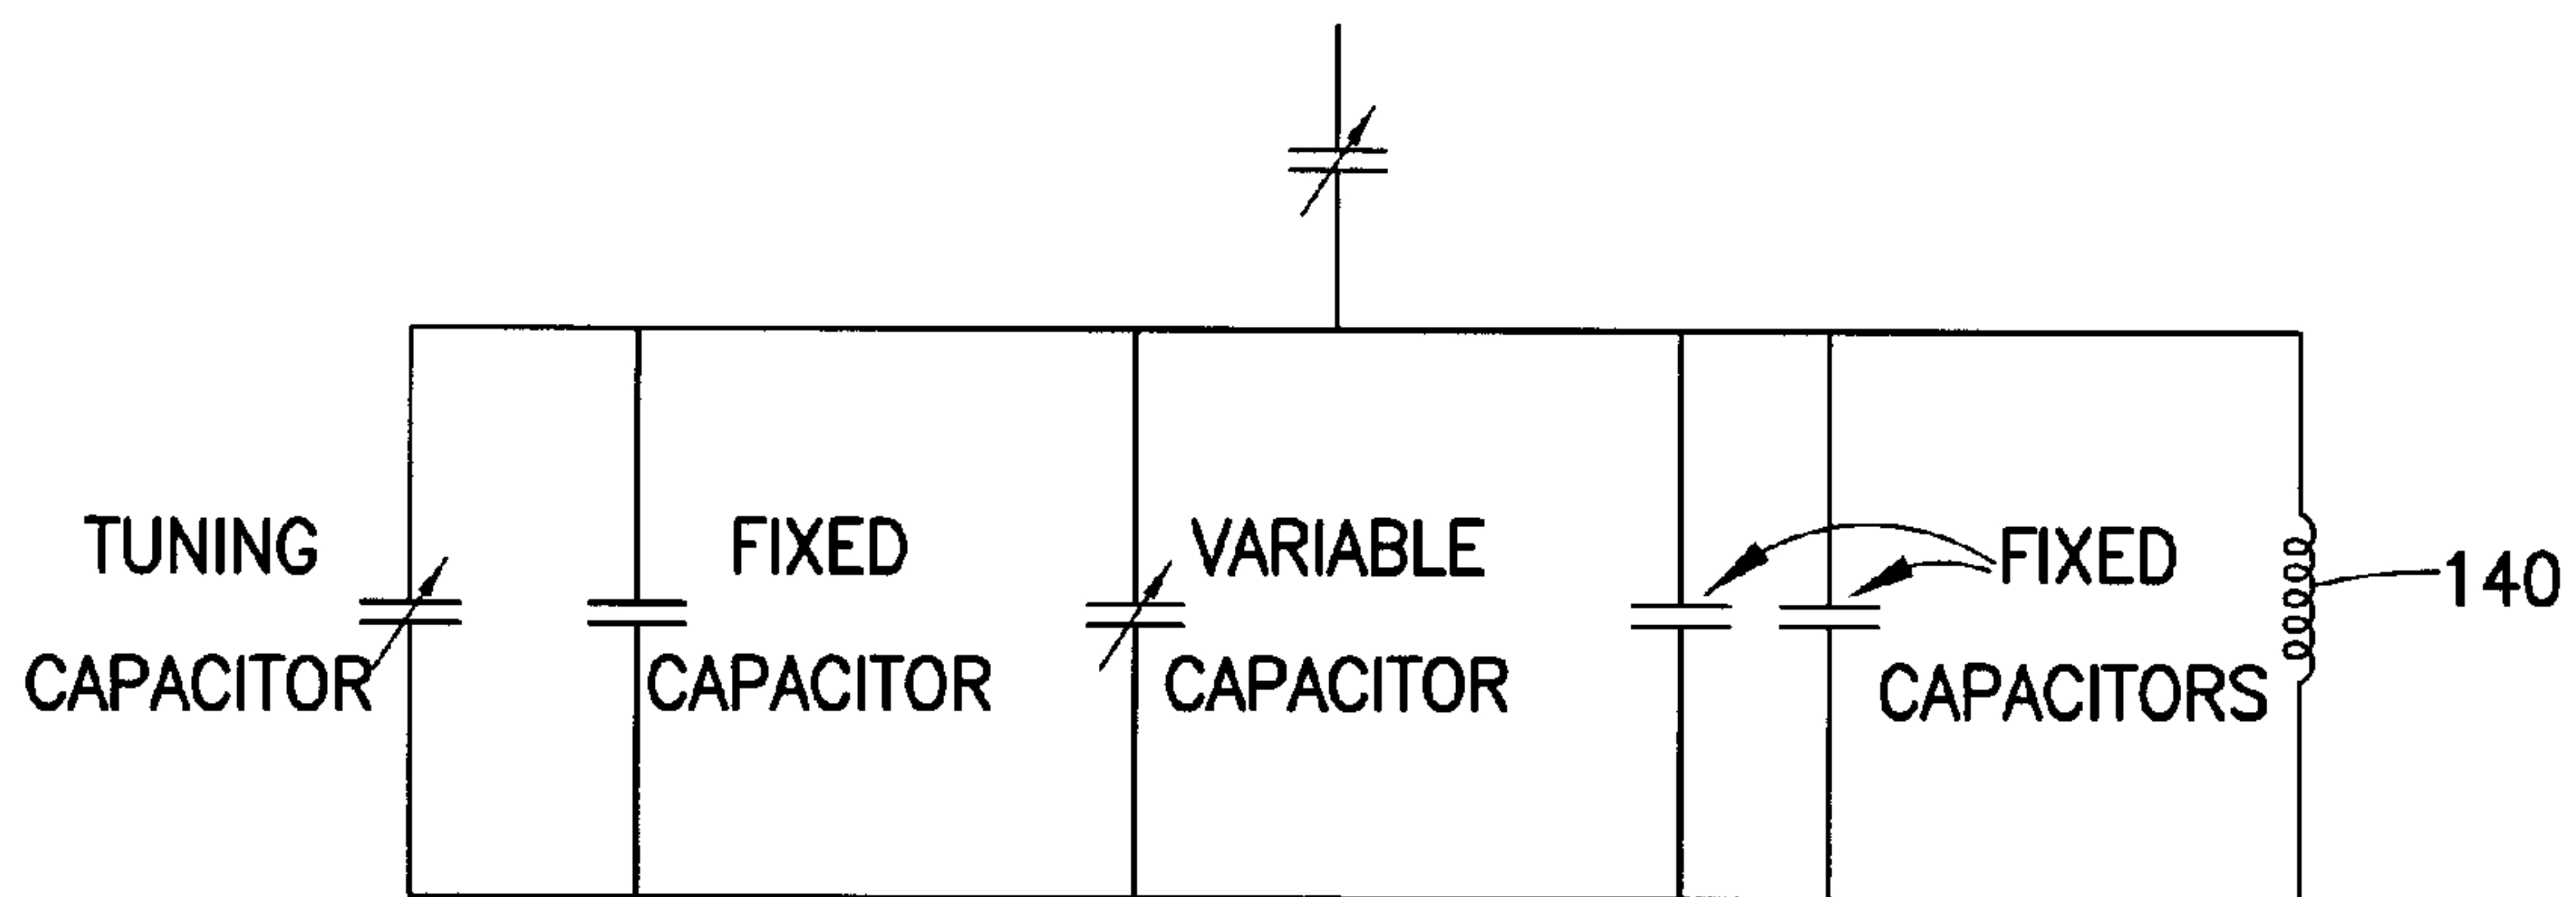 TUNING
CAPACITOR
FIXED
CAPACITOR
VARIABLE
CAPACITOR
FIXED
CAPACITORS
140